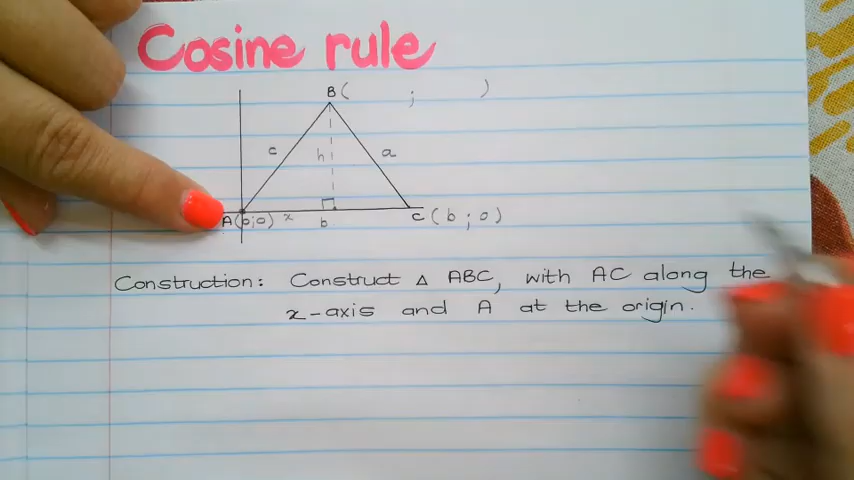 Cosine rule
B( ; )
c
h
a
A(0;0) x
b
C (b ; 0)
Construction: Construct △ ABC, with AC along the
x-axis and A at the origin.